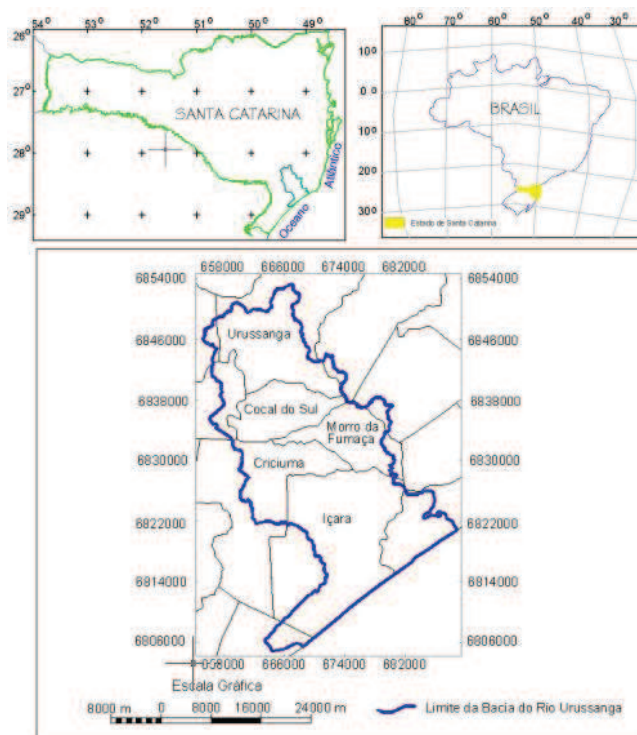 54° 53° 52° 51° 50° 49°
26°
27°
28°
29°
SANTA CATARINA
Oceano
Atlântico
80° 70° 60° 50° 40° 30°
10°
0 0
100
200
300
BRASIL
Estado de Santa Catarina
658000 666000 674000 682000
6854000 6854000
6846000 6846000
6838000 6838000
6830000 6830000
6822000 6822000
6814000 6814000
6806000 6806000
Urussanga
Cocal do Sul
Morro da
Fumaça
Criciuma
Içara
658000 666000 674000 682000
Escala Gráfica
8000 m 0 8000 16000 24000 m
Limite da Bacia do Rio Urussanga